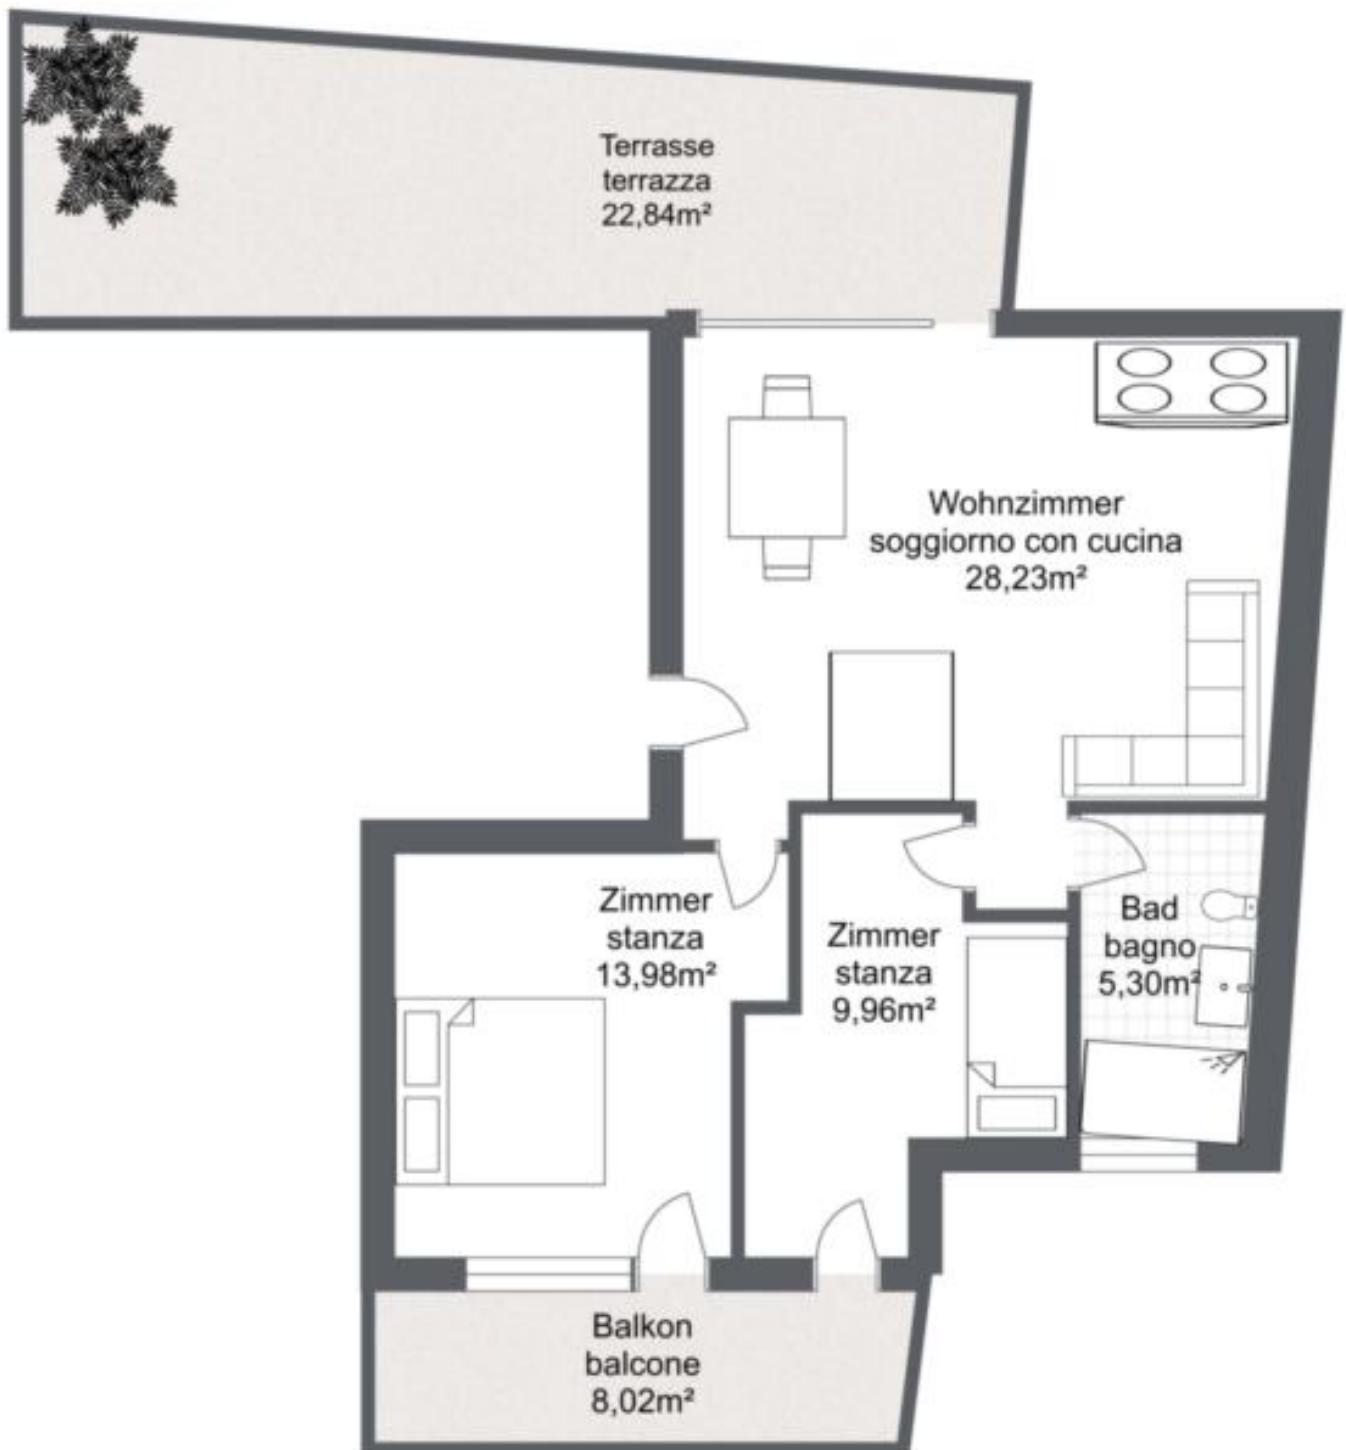 Terrasse
terrazza
22,84m²
Wohnzimmer
soggiorno con cucina
28,23m²
Zimmer
stanza
13,98m²
Zimmer
stanza
9,96m²
Bad
bagno
5,30m²
Balkon
balcone
8,02m²